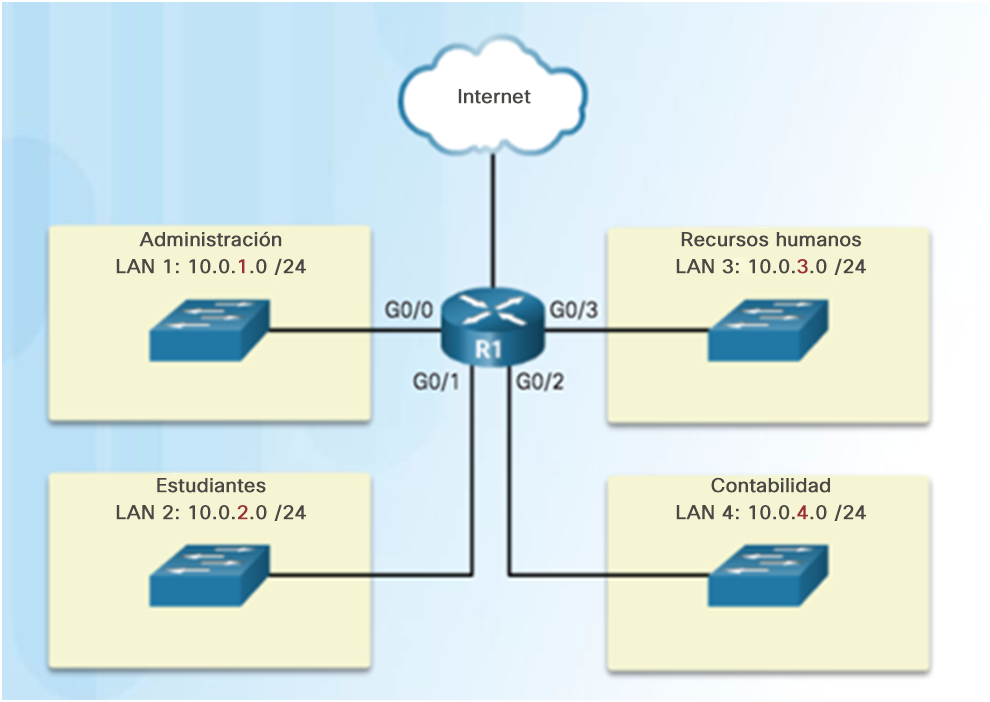 Internet
Administración
LAN 1: 10.0.1.0 /24
Recursos humanos
LAN 3: 10.0.3.0 /24
G0/0
G0/3
R1
G0/1
G0/2
Estudiantes
LAN 2: 10.0.2.0 /24
Contabilidad
LAN 4: 10.0.4.0 /24